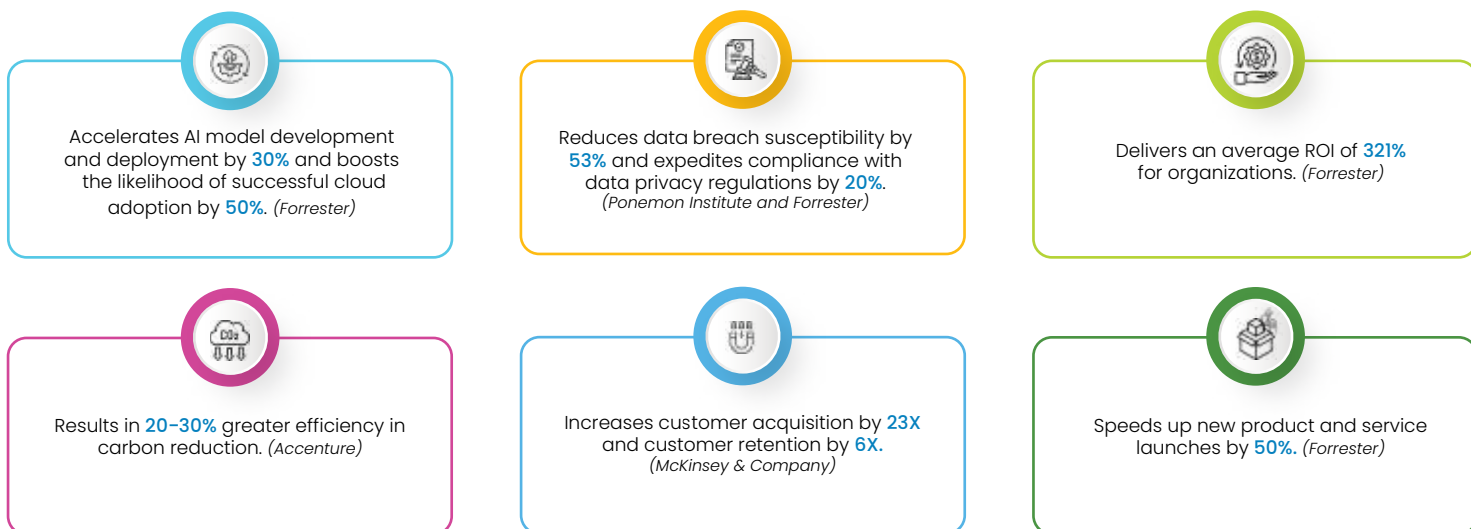 Accelerates AI model development
and deployment by 30% and boosts
the likelihood of successful cloud
adoption by 50%. (Forrester)
Reduces data breach susceptibility by
53% and expedites compliance with
data privacy regulations by 20%.
(Ponemon Institute and Forrester)
Delivers an average ROI of 321%
for organizations. (Forrester)
CO₂
Results in 20-30% greater efficiency in
carbon reduction. (Accenture)
Increases customer acquisition by 23X
and customer retention by 6X.
(McKinsey & Company)
Speeds up new product and service
launches by 50%. (Forrester)